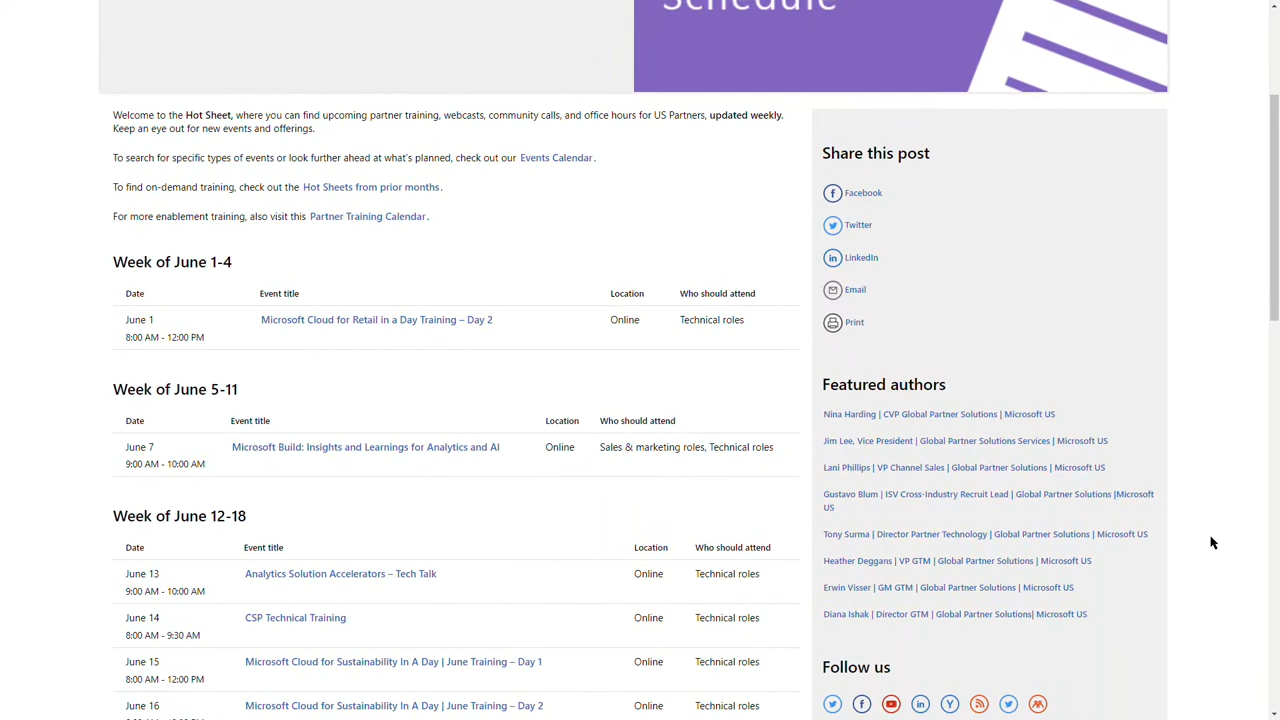 Schedule
Welcome to the Hot Sheet, where you can find upcoming partner training, webcasts, community calls, and office hours for US Partners, updated weekly.
Keep an eye out for new events and offerings.
To search for specific types of events or look further ahead at what's planned, check out our Events Calendar.
To find on-demand training, check out the Hot Sheets from prior months.
For more enablement training, also visit this Partner Training Calendar.
Week of June 1-4
Date Event title Location Who should attend
June 1 Microsoft Cloud for Retail in a Day Training – Day 2 Online Technical roles
8:00 AM - 12:00 PM
Week of June 5-11
Date Event title Location Who should attend
June 7 Microsoft Build: Insights and Learnings for Analytics and AI Online Sales & marketing roles, Technical roles
9:00 AM - 10:00 AM
Week of June 12-18
Date Event title Location Who should attend
June 13 Analytics Solution Accelerators – Tech Talk Online Technical roles
9:00 AM - 10:00 AM
June 14 CSP Technical Training Online Technical roles
8:00 AM - 9:30 AM
June 15 Microsoft Cloud for Sustainability In A Day | June Training – Day 1 Online Technical roles
8:00 AM - 12:00 PM
June 16 Microsoft Cloud for Sustainability In A Day | June Training – Day 2 Online Technical roles
Share this post
Facebook
Twitter
LinkedIn
Email
Print
Featured authors
Nina Harding | CVP Global Partner Solutions | Microsoft US
Jim Lee, Vice President | Global Partner Solutions Services | Microsoft US
Lani Phillips | VP Channel Sales | Global Partner Solutions | Microsoft US
Gustavo Blum | ISV Cross-Industry Recruit Lead | Global Partner Solutions |Microsoft
US
Tony Surma | Director Partner Technology | Global Partner Solutions | Microsoft US
Heather Deggans | VP GTM | Global Partner Solutions | Microsoft US
Erwin Visser | GM GTM | Global Partner Solutions | Microsoft US
Diana Ishak | Director GTM | Global Partner Solutions| Microsoft US
Follow us